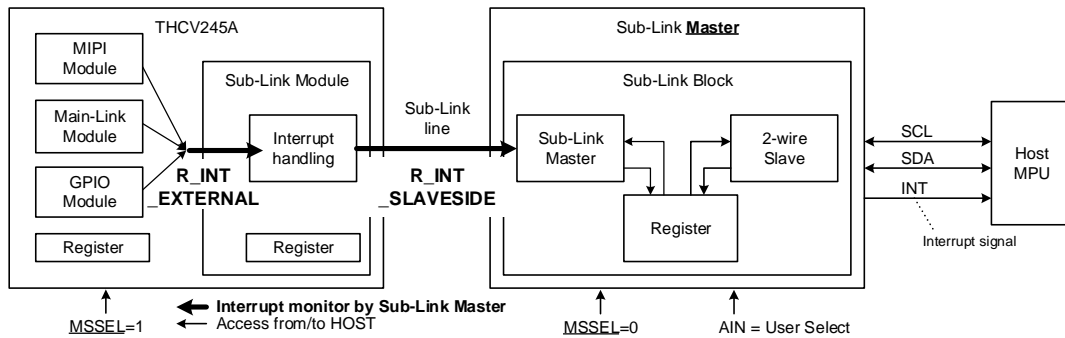 THCV245A
MIPI
Module
Main-Link
Module
GPIO
Module
Register
Sub-Link Module
Interrupt
handling
R_INT
_EXTERNAL
Register
Sub-Link
line
R_INT
_SLAVESIDE
Sub-Link Master
Sub-Link Block
Sub-Link
Master
2-wire
Slave
Register
SCL
SDA
INT
Interrupt signal
Host
MPU
MSSEL=1
Interrupt monitor by Sub-Link Master
Access from/to HOST
MSSEL=0
AIN = User Select